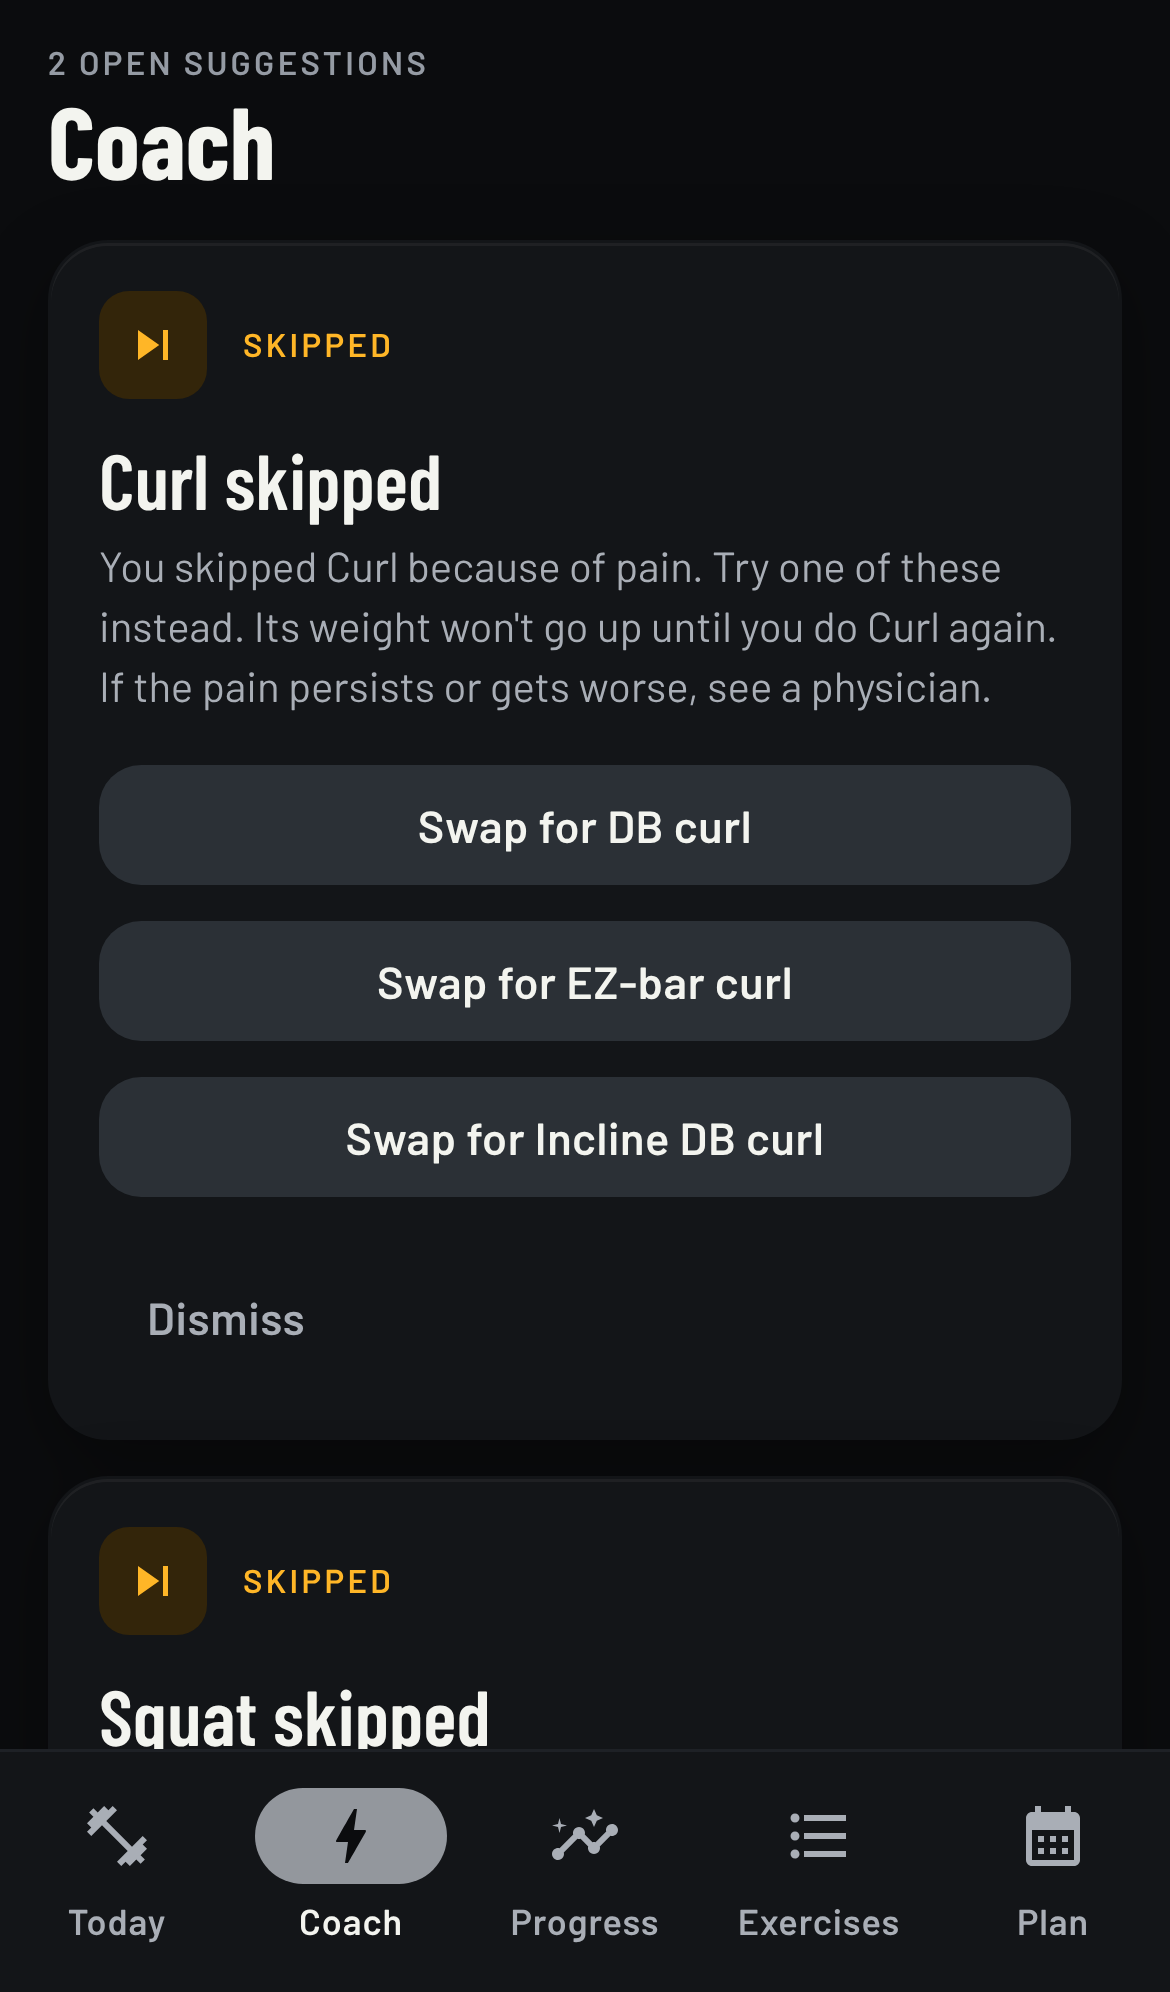 2 OPEN SUGGESTIONS
Coach
SKIPPED
Curl skipped
You skipped Curl because of pain. Try one of these
instead. Its weight won't go up until you do Curl again.
If the pain persists or gets worse, see a physician.
Swap for DB curl
Swap for EZ-bar curl
Swap for Incline DB curl
Dismiss
SKIPPED
Squat skipped
Today
Coach
Progress
Exercises
Plan